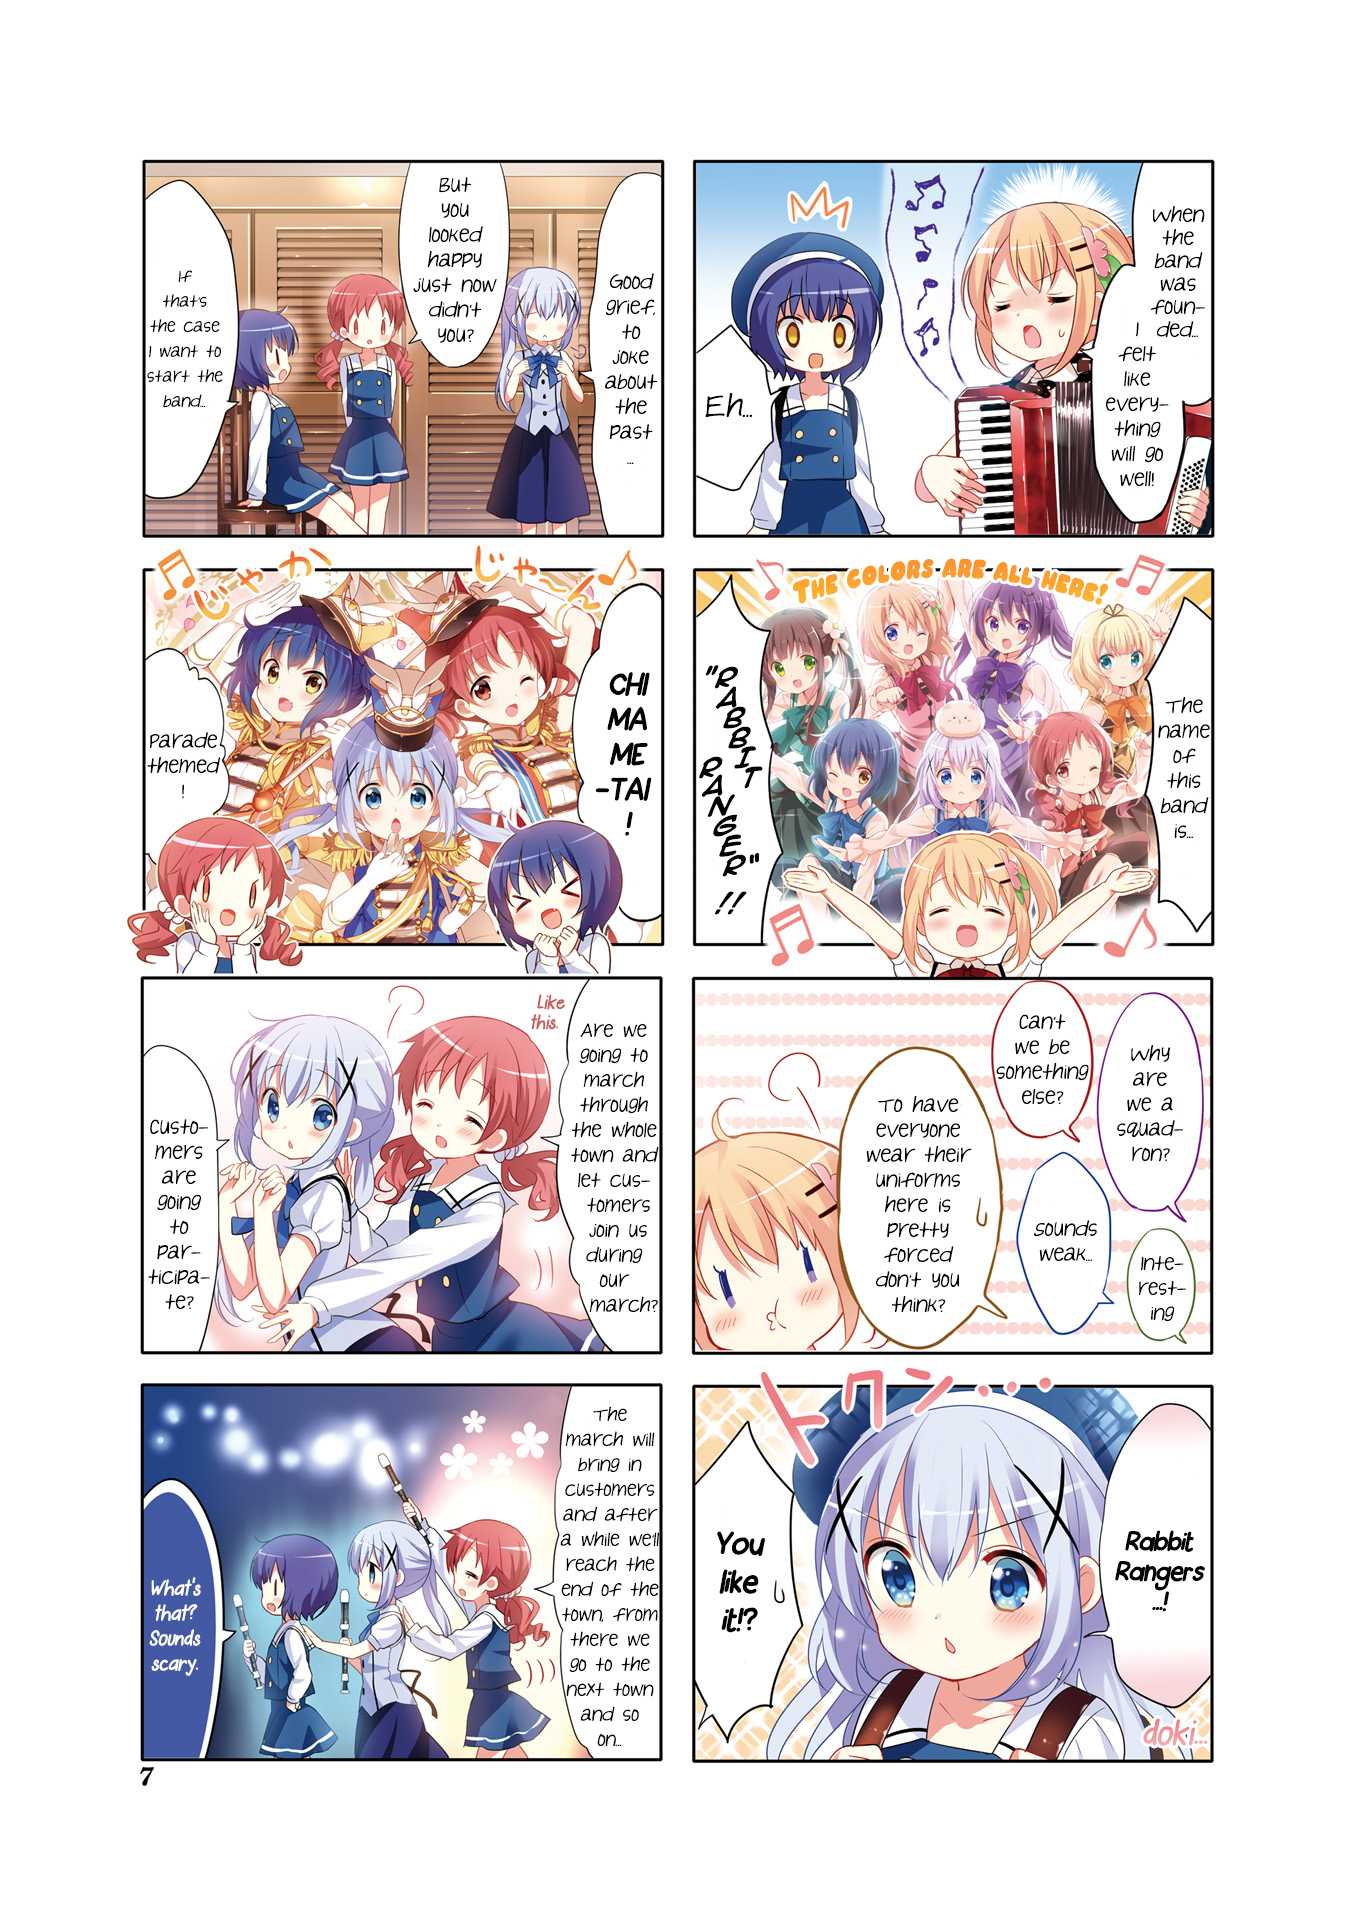 When
the
band
was
foun-
ded...
I
felt
like
every-
thing
will go
well!
Eh...
THE COLORS ARE ALL HERE!
The
name
of
this
band
is...
"RABBIT RANGER"!!
Why
are
we a
squad-
ron?
Can't
we be
something
else?
Sounds
weak...
Inte-
rest-
ing
To have
everyone
wear their
uniforms
here is
pretty
forced
don't you
think?
トクン...
Rabbit
Rangers
...!
You
like
it!?
doki...
Good
grief,
to
joke
about
the
past
...
But
you
looked
happy
just now
didn't
you?
If
that's
the case
I want to
start the
band...
じゃかじゃ〜ん
CHI
MA
ME
-TAI
!
Parade
themed
!
Are we
going to
march
through
the whole
town and
let cus-
tomers
join us
during
our
march?
Like
this.
Custo-
mers
are
going
to
par-
ticipa-
te?
The
march will
bring in
customers
and after
a while we'll
reach the
end of the
town, from
there we
go to the
next town
and so
on...
What's
that?
Sounds
scary.
7